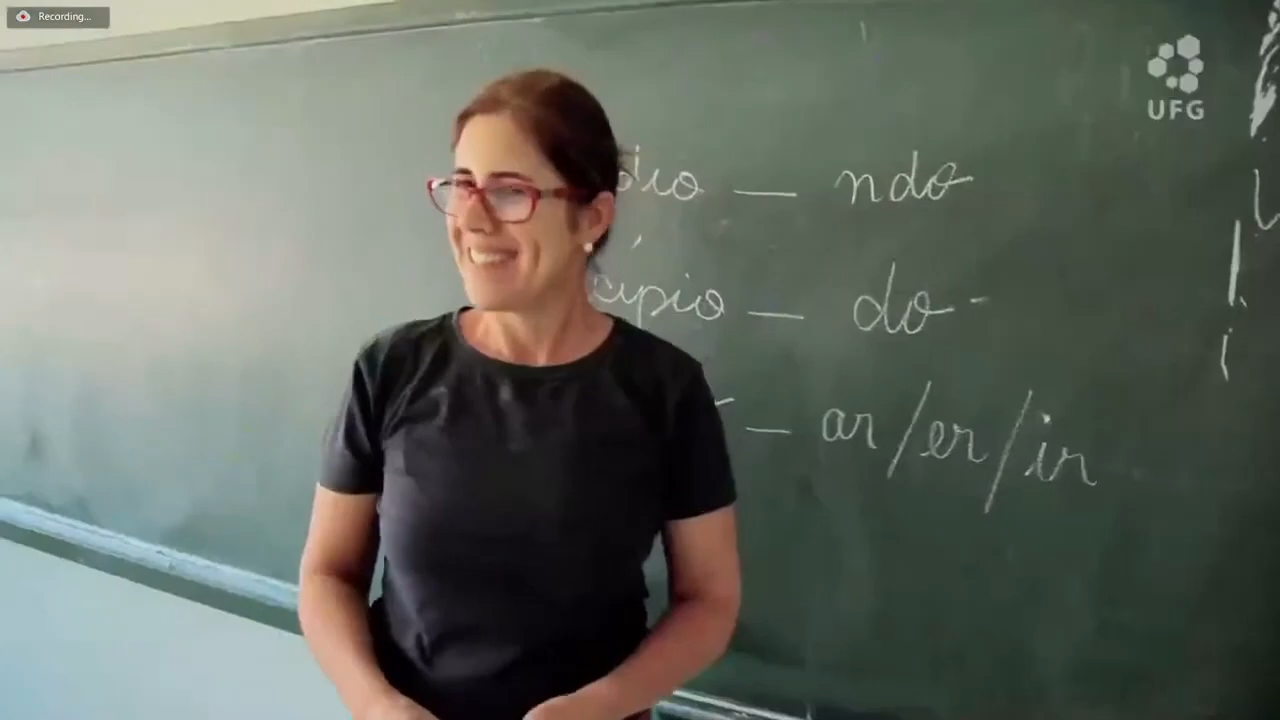 Recording...
UFG
dio — ndo
cípio — do -
— ar/er/ir